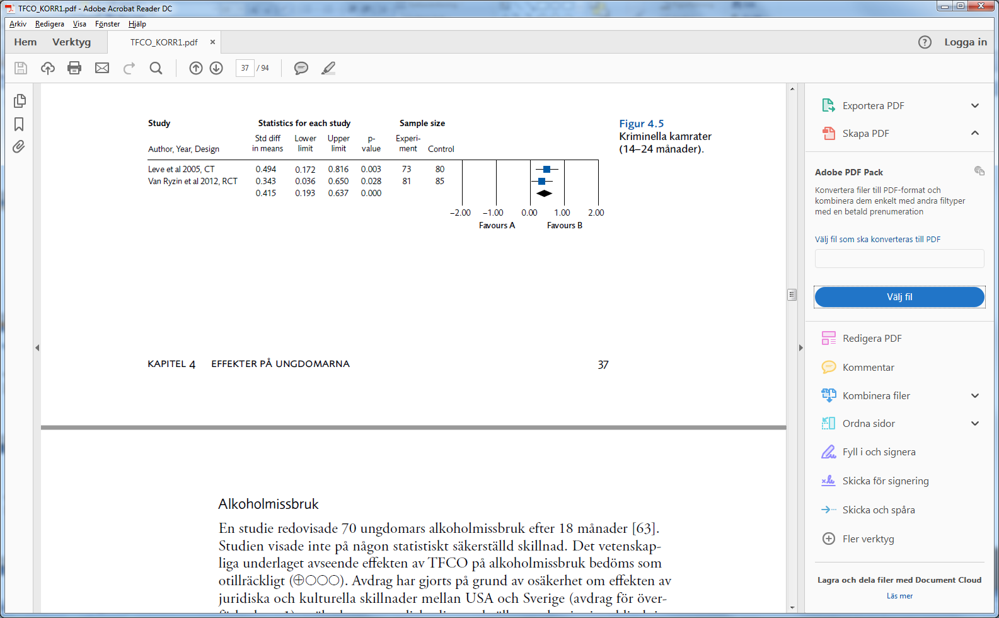 TFCO_KORR1.pdf - Adobe Acrobat Reader DC
Arkiv Redigera Visa Fönster Hjälp
Hem Verktyg TFCO_KORR1.pdf × ? Logga in
37 / 94
Study Statistics for each study Sample size
Std diff Lower Upper p- Experi-
Author, Year, Design in means limit limit value ment Control
Leve et al 2005, CT 0.494 0.172 0.816 0.003 73 80
Van Ryzin et al 2012, RCT 0.343 0.036 0.650 0.028 81 85
0.415 0.193 0.637 0.000
−2.00 −1.00 0.00 1.00 2.00
Favours A Favours B
Figur 4.5
Kriminella kamrater
(14–24 månader).
KAPITEL 4 EFFEKTER PÅ UNGDOMARNA 37
Alkoholmissbruk
En studie redovisade 70 ungdomars alkoholmissbruk efter 18 månader [63].
Studien visade inte på någon statistiskt säkerställd skillnad. Det vetenskap-
liga underlaget avseende effekten av TFCO på alkoholmissbruk bedöms som
otillräckligt (⊕○○○). Avdrag har gjorts på grund av osäkerhet om effekten av
juridiska och kulturella skillnader mellan USA och Sverige (avdrag för över-
Exportera PDF
Skapa PDF
Adobe PDF Pack
Konvertera filer till PDF-format och
kombinera dem enkelt med andra filtyper
med en betald prenumeration
Välj fil som ska konverteras till PDF
Välj fil
Redigera PDF
Kommentar
Kombinera filer
Ordna sidor
Fyll i och signera
Skicka för signering
Skicka och spåra
Fler verktyg
Lagra och dela filer med Document Cloud
Läs mer